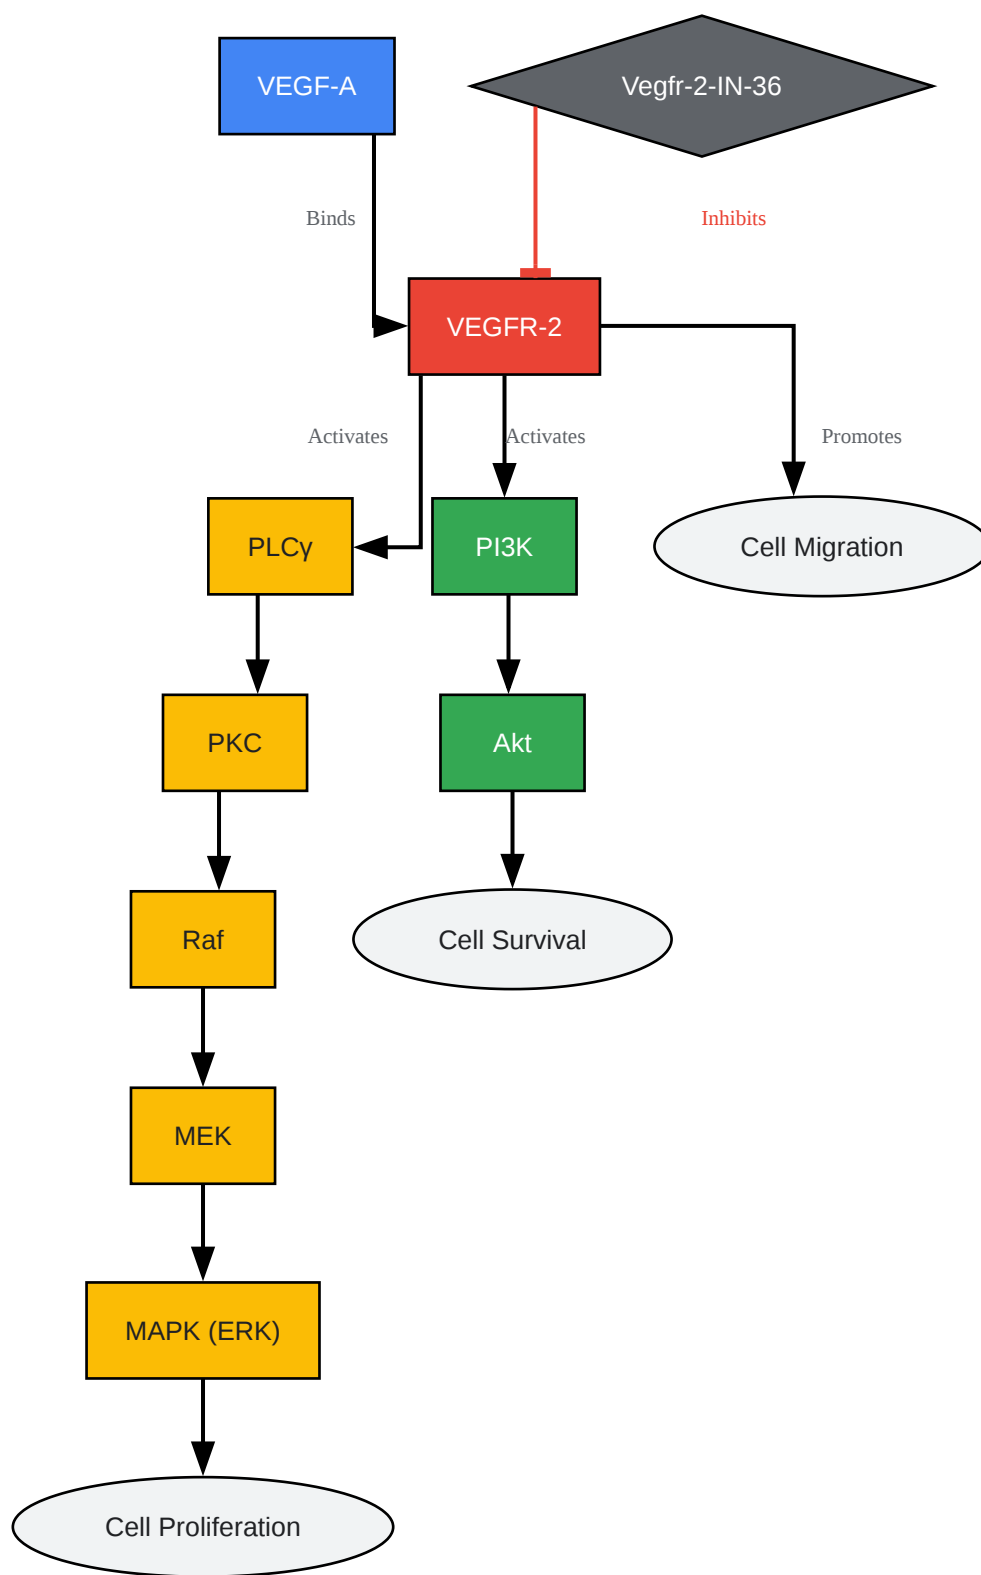 VEGF-A
Vegfr-2-IN-36
Binds
Inhibits
VEGFR-2
Activates
Activates
Promotes
PLCγ
PI3K
Cell Migration
PKC
Akt
Raf
Cell Survival
MEK
MAPK (ERK)
Cell Proliferation